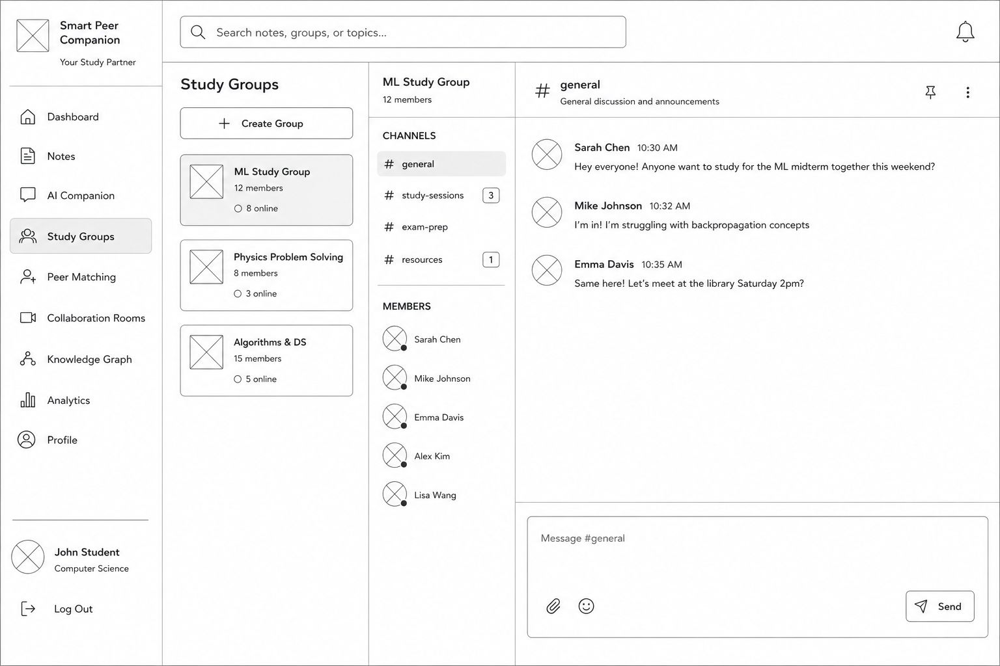 Smart Peer
Companion
Your Study Partner
Dashboard
Notes
AI Companion
Study Groups
Peer Matching
Collaboration Rooms
Knowledge Graph
Analytics
Profile
John Student
Computer Science
Log Out
Search notes, groups, or topics...
Study Groups
Create Group
ML Study Group
12 members
8 online
Physics Problem Solving
8 members
3 online
Algorithms & DS
15 members
5 online
ML Study Group
12 members
CHANNELS
# general
# study-sessions 3
# exam-prep
# resources 1
MEMBERS
Sarah Chen
Mike Johnson
Emma Davis
Alex Kim
Lisa Wang
# general
General discussion and announcements
Sarah Chen 10:30 AM
Hey everyone! Anyone want to study for the ML midterm together this weekend?
Mike Johnson 10:32 AM
I’m in! I’m struggling with backpropagation concepts
Emma Davis 10:35 AM
Same here! Let’s meet at the library Saturday 2pm?
Message #general
Send